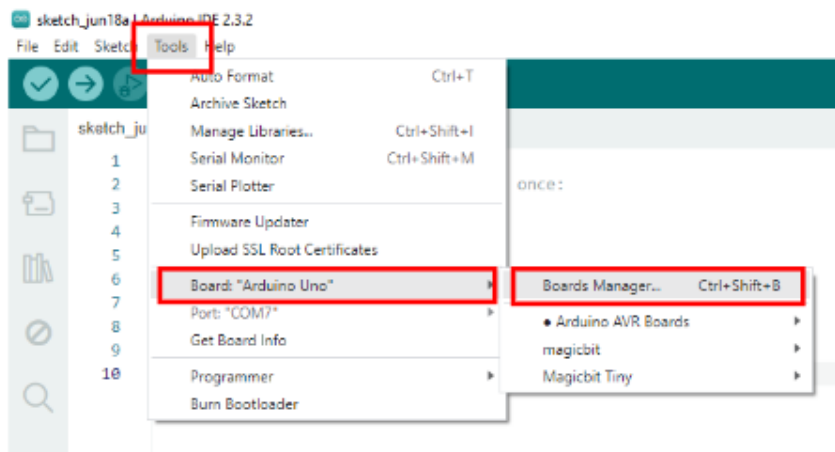 sketch_jun18a | Arduino IDE 2.3.2
File Edit Sketch Tools Help
sketch_ju
Auto Format Ctrl+T
Archive Sketch
Manage Libraries... Ctrl+Shift+I
Serial Monitor Ctrl+Shift+M
Serial Plotter
Firmware Updater
Upload SSL Root Certificates
Board: "Arduino Uno"
Port: "COM7"
Get Board Info
Programmer
Burn Bootloader
1
2 once:
3
4
5
6
7
8
9
10
Boards Manager... Ctrl+Shift+B
• Arduino AVR Boards
magicbit
Magicbit Tiny